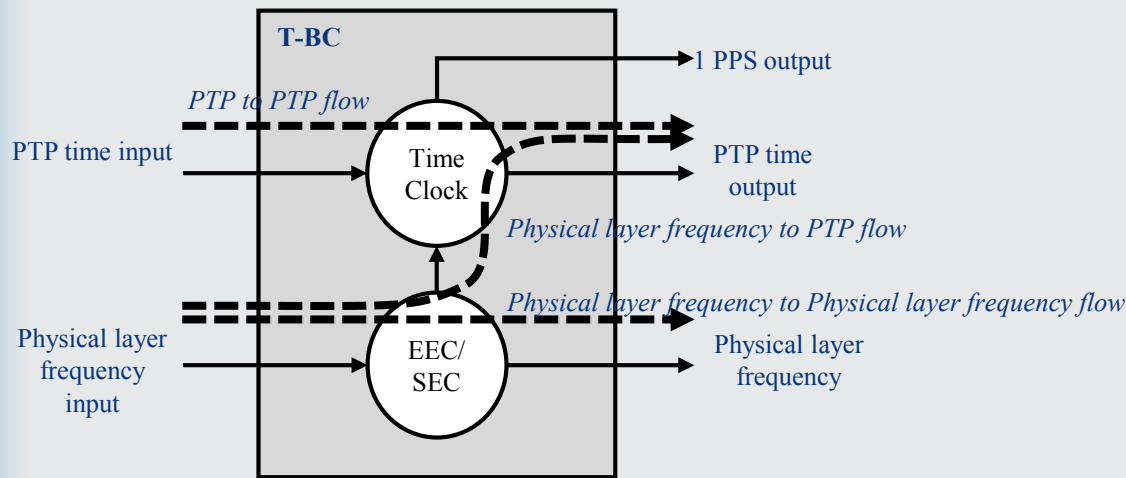 T-BC
1 PPS output
PTP to PTP flow
PTP time input
Time
Clock
PTP time
output
Physical layer frequency to PTP flow
Physical layer frequency to Physical layer frequency flow
Physical layer
frequency
input
EEC/
SEC
Physical layer
frequency